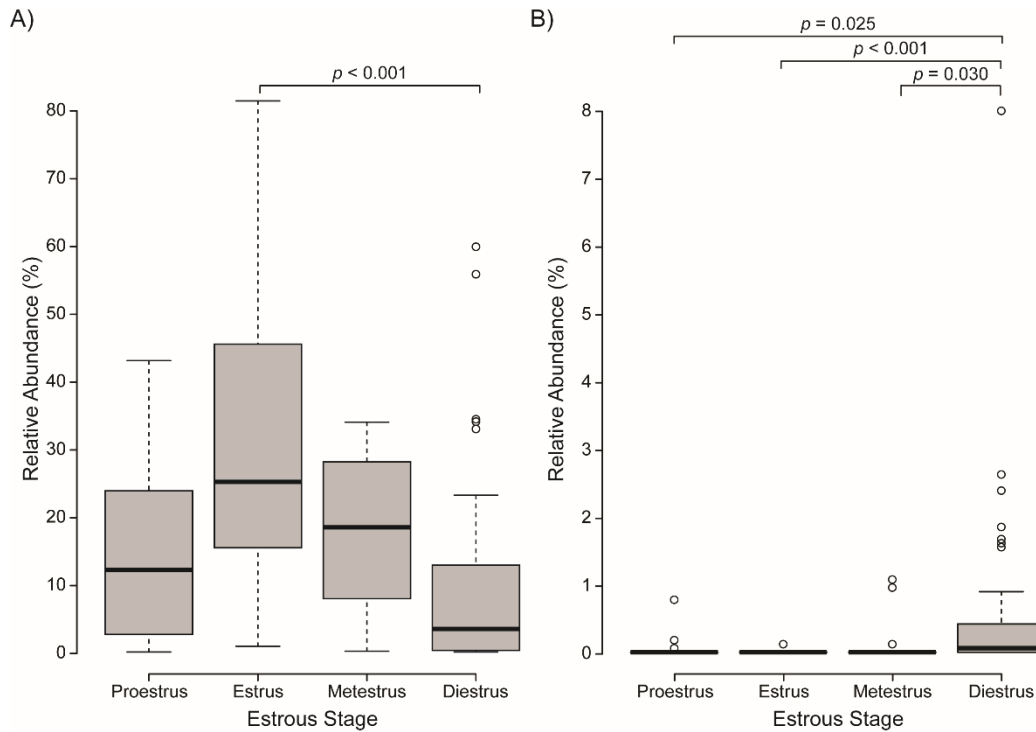 A)
p < 0.001
80
70
60
50
40
30
20
10
0
Relative Abundance (%)
Proestrus Estrus Metestrus Diestrus
Estrous Stage
B)
p = 0.025
p < 0.001
p = 0.030
8
7
6
5
4
3
2
1
0
Relative Abundance (%)
Proestrus Estrus Metestrus Diestrus
Estrous Stage